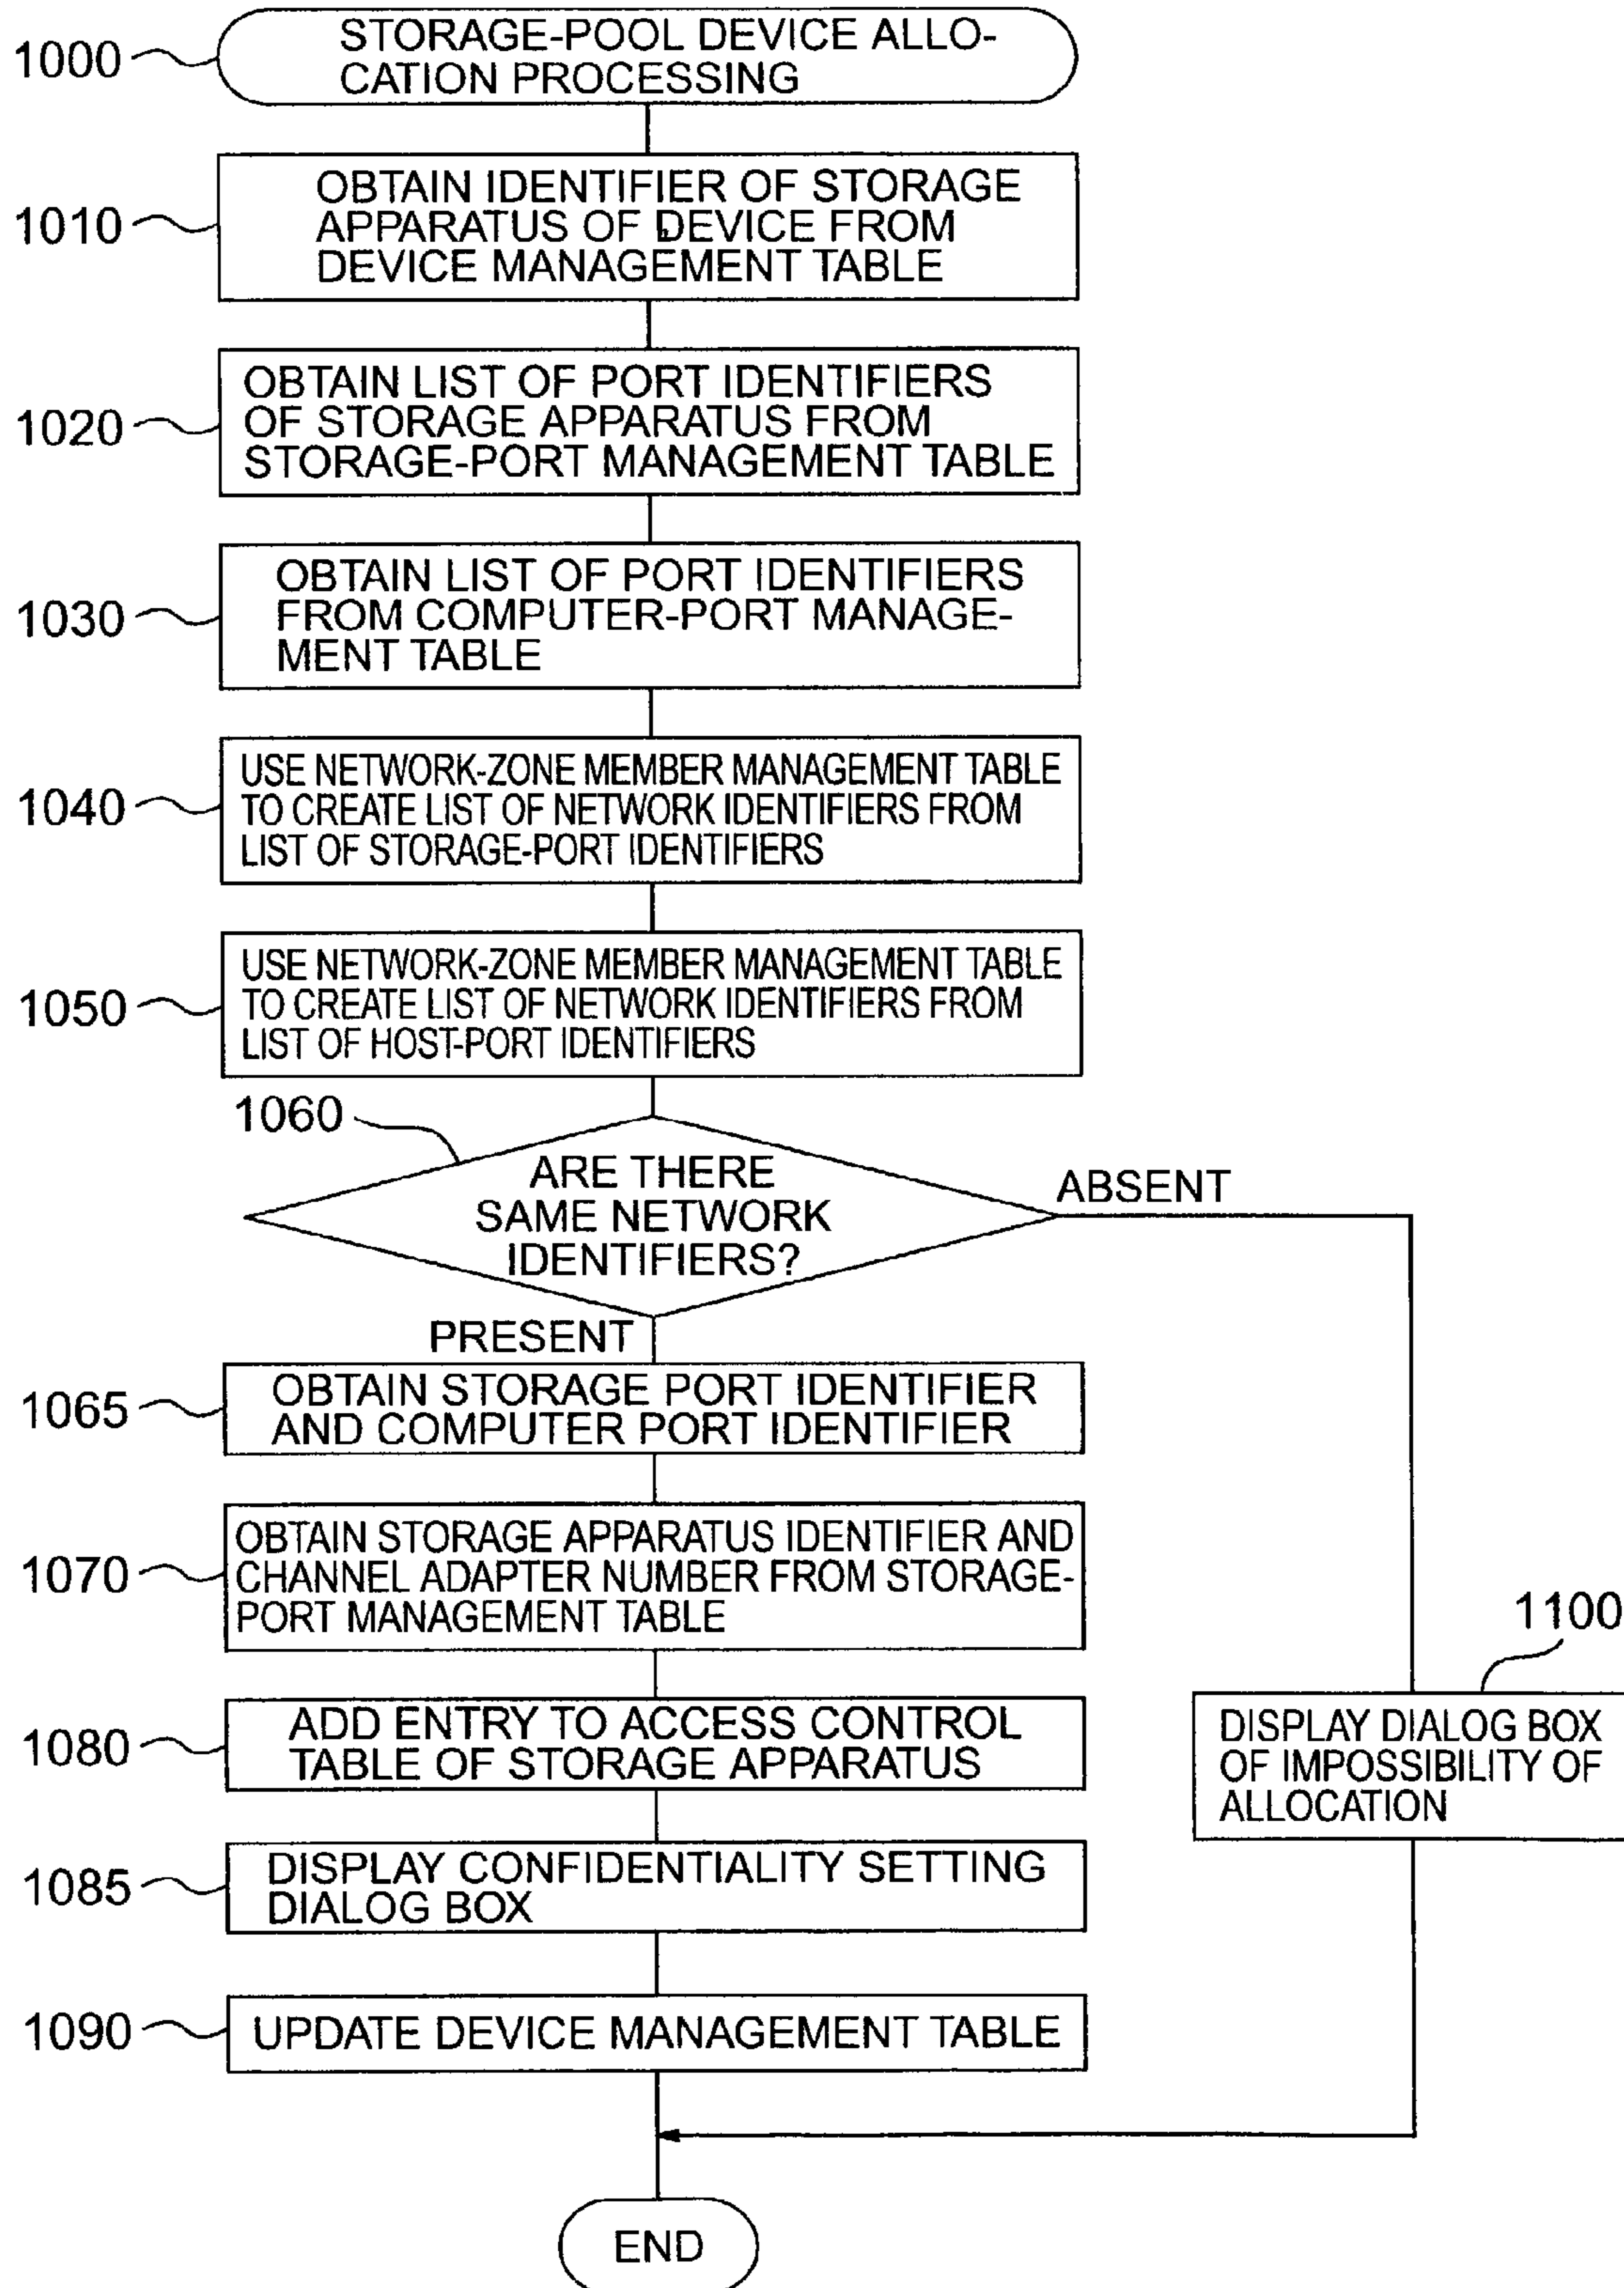 1000
STORAGE-POOL DEVICE ALLO-
CATION PROCESSING
1010
OBTAIN IDENTIFIER OF STORAGE
APPARATUS OF DEVICE FROM
DEVICE MANAGEMENT TABLE
1020
OBTAIN LIST OF PORT IDENTIFIERS
OF STORAGE APPARATUS FROM
STORAGE-PORT MANAGEMENT TABLE
1030
OBTAIN LIST OF PORT IDENTIFIERS
FROM COMPUTER-PORT MANAGE-
MENT TABLE
1040
USE NETWORK-ZONE MEMBER MANAGEMENT TABLE
TO CREATE LIST OF NETWORK IDENTIFIERS FROM
LIST OF STORAGE-PORT IDENTIFIERS
1050
USE NETWORK-ZONE MEMBER MANAGEMENT TABLE
TO CREATE LIST OF NETWORK IDENTIFIERS FROM
LIST OF HOST-PORT IDENTIFIERS
1060
ARE THERE
SAME NETWORK
IDENTIFIERS?
ABSENT
PRESENT
1065
OBTAIN STORAGE PORT IDENTIFIER
AND COMPUTER PORT IDENTIFIER
1070
OBTAIN STORAGE APPARATUS IDENTIFIER AND
CHANNEL ADAPTER NUMBER FROM STORAGE-
PORT MANAGEMENT TABLE
1080
ADD ENTRY TO ACCESS CONTROL
TABLE OF STORAGE APPARATUS
1100
DISPLAY DIALOG BOX
OF IMPOSSIBILITY OF
ALLOCATION
1085
DISPLAY CONFIDENTIALITY SETTING
DIALOG BOX
1090
UPDATE DEVICE MANAGEMENT TABLE
END